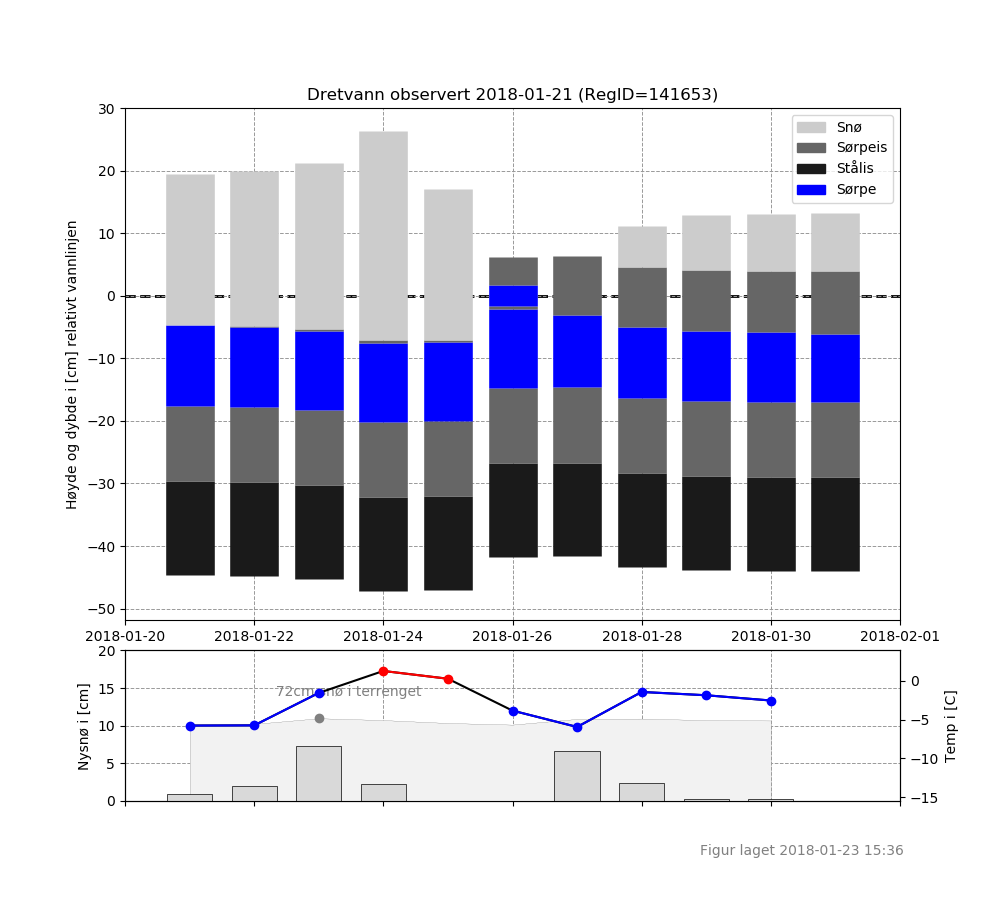 Dretvann observert 2018-01-21 (RegID=141653)
Høyde og dybde i [cm] relativt vannlinjen
30
20
10
0
−10
−20
−30
−40
−50
Snø
Sørpeis
Stålis
Sørpe
2018-01-20 2018-01-22 2018-01-24 2018-01-26 2018-01-28 2018-01-30 2018-02-01
Nysnø i [cm]
20
15
10
5
0
72cm snø i terrenget
0
−5
−10
−15
Temp i [C]
Figur laget 2018-01-23 15:36